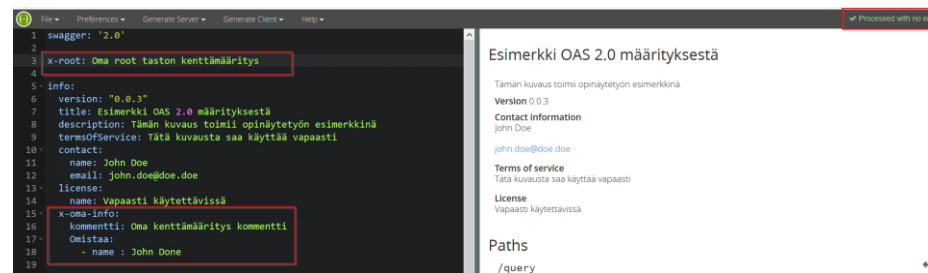 File Preferences Generate Server Generate Client Help
✔ Processed with no
1 swagger: '2.0'
2
3 x-root: Oma root taston kenttämääritys
4
5 info:
6 version: "0.0.3"
7 title: Esimerkki OAS 2.0 määrityksestä
8 description: Tämän kuvaus toimii opinäytetyön esimerkkinä
9 termsOfService: Tätä kuvausta saa käyttää vapaasti
10 contact:
11 name: John Doe
12 email: john.doe@doe.doe
13 license:
14 name: Vapaasti käytettävissä
15 x-oma-info:
16 kommentti: Oma kenttämääritys kommentti
17 Omistaa:
18 - name : John Done
19
Esimerkki OAS 2.0 määrityksestä
Tämän kuvaus toimii opinäytetyön esimerkkinä
Version 0.0.3
Contact information
John Doe
john.doe@doe.doe
Terms of service
Tätä kuvausta saa käyttää vapaasti
License
Vapaasti käytettävissä
Paths
/query